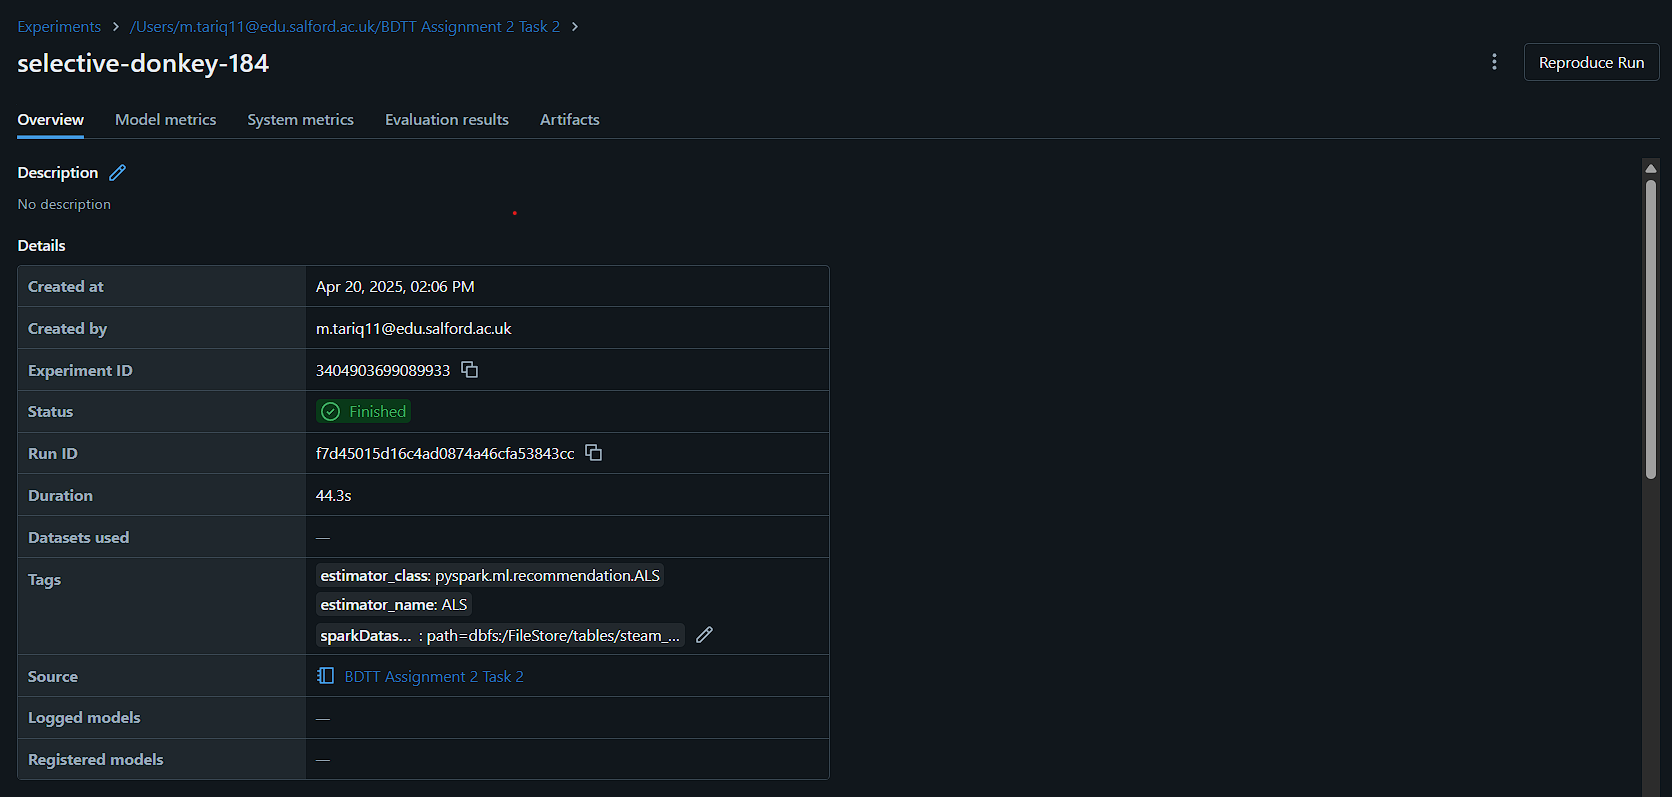 Experiments > /Users/m.tariq11@edu.salford.ac.uk/BDTT Assignment 2 Task 2 >
selective-donkey-184
Reproduce Run
Overview Model metrics System metrics Evaluation results Artifacts
Description
No description
Details
Created at Apr 20, 2025, 02:06 PM
Created by m.tariq11@edu.salford.ac.uk
Experiment ID 3404903699089933
Status Finished
Run ID f7d45015d16c4ad0874a46cfa53843cc
Duration 44.3s
Datasets used —
Tags estimator_class: pyspark.ml.recommendation.ALS
estimator_name: ALS
sparkDatas... : path=dbfs:/FileStore/tables/steam_...
Source BDTT Assignment 2 Task 2
Logged models —
Registered models —